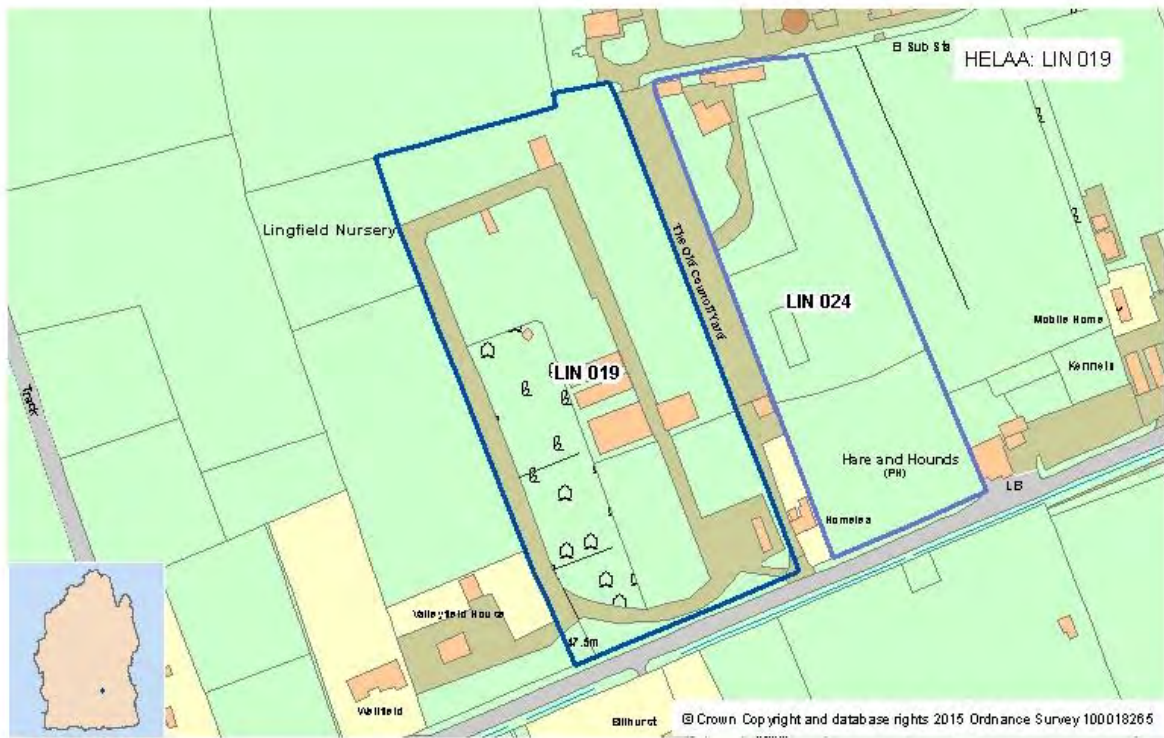 El Sub Sta
HELAA: LIN 019
Lingfield Nursery
The Old Council Yard
LIN 024
Mobile Home
Kennels
LIN 019
Track
Hare and Hounds
(PH)
LB
Homelea
Valleyfield House
47.5m
Wellfield
Billhurst
© Crown Copyright and database rights 2015 Ordnance Survey 100018265